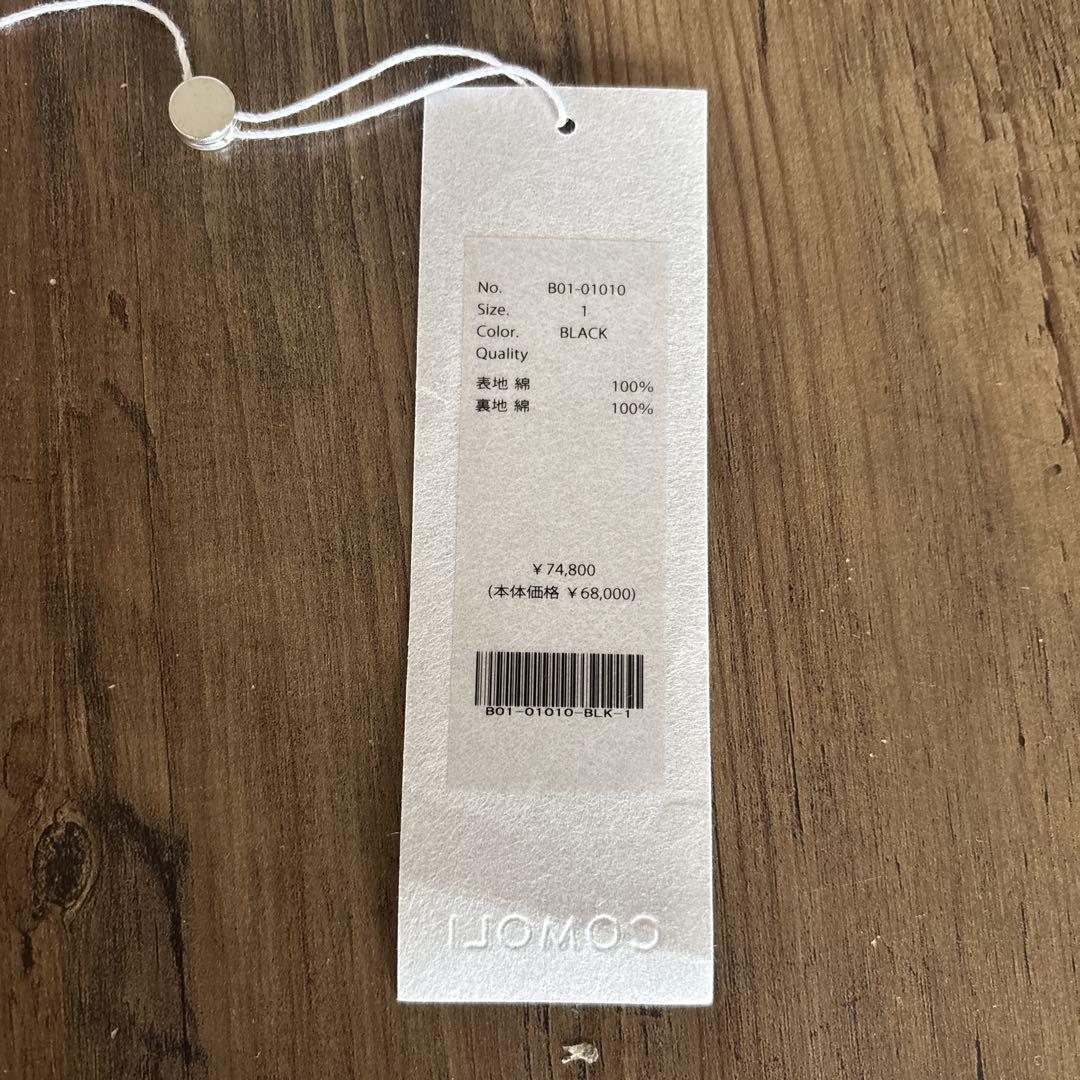 No. B01-01010
Size. 1
Color. BLACK
Quality
表地 綿 100%
裏地 綿 100%
￥74,800
(本体価格 ￥68,000)
B01-01010-BLK-1
COMOLI